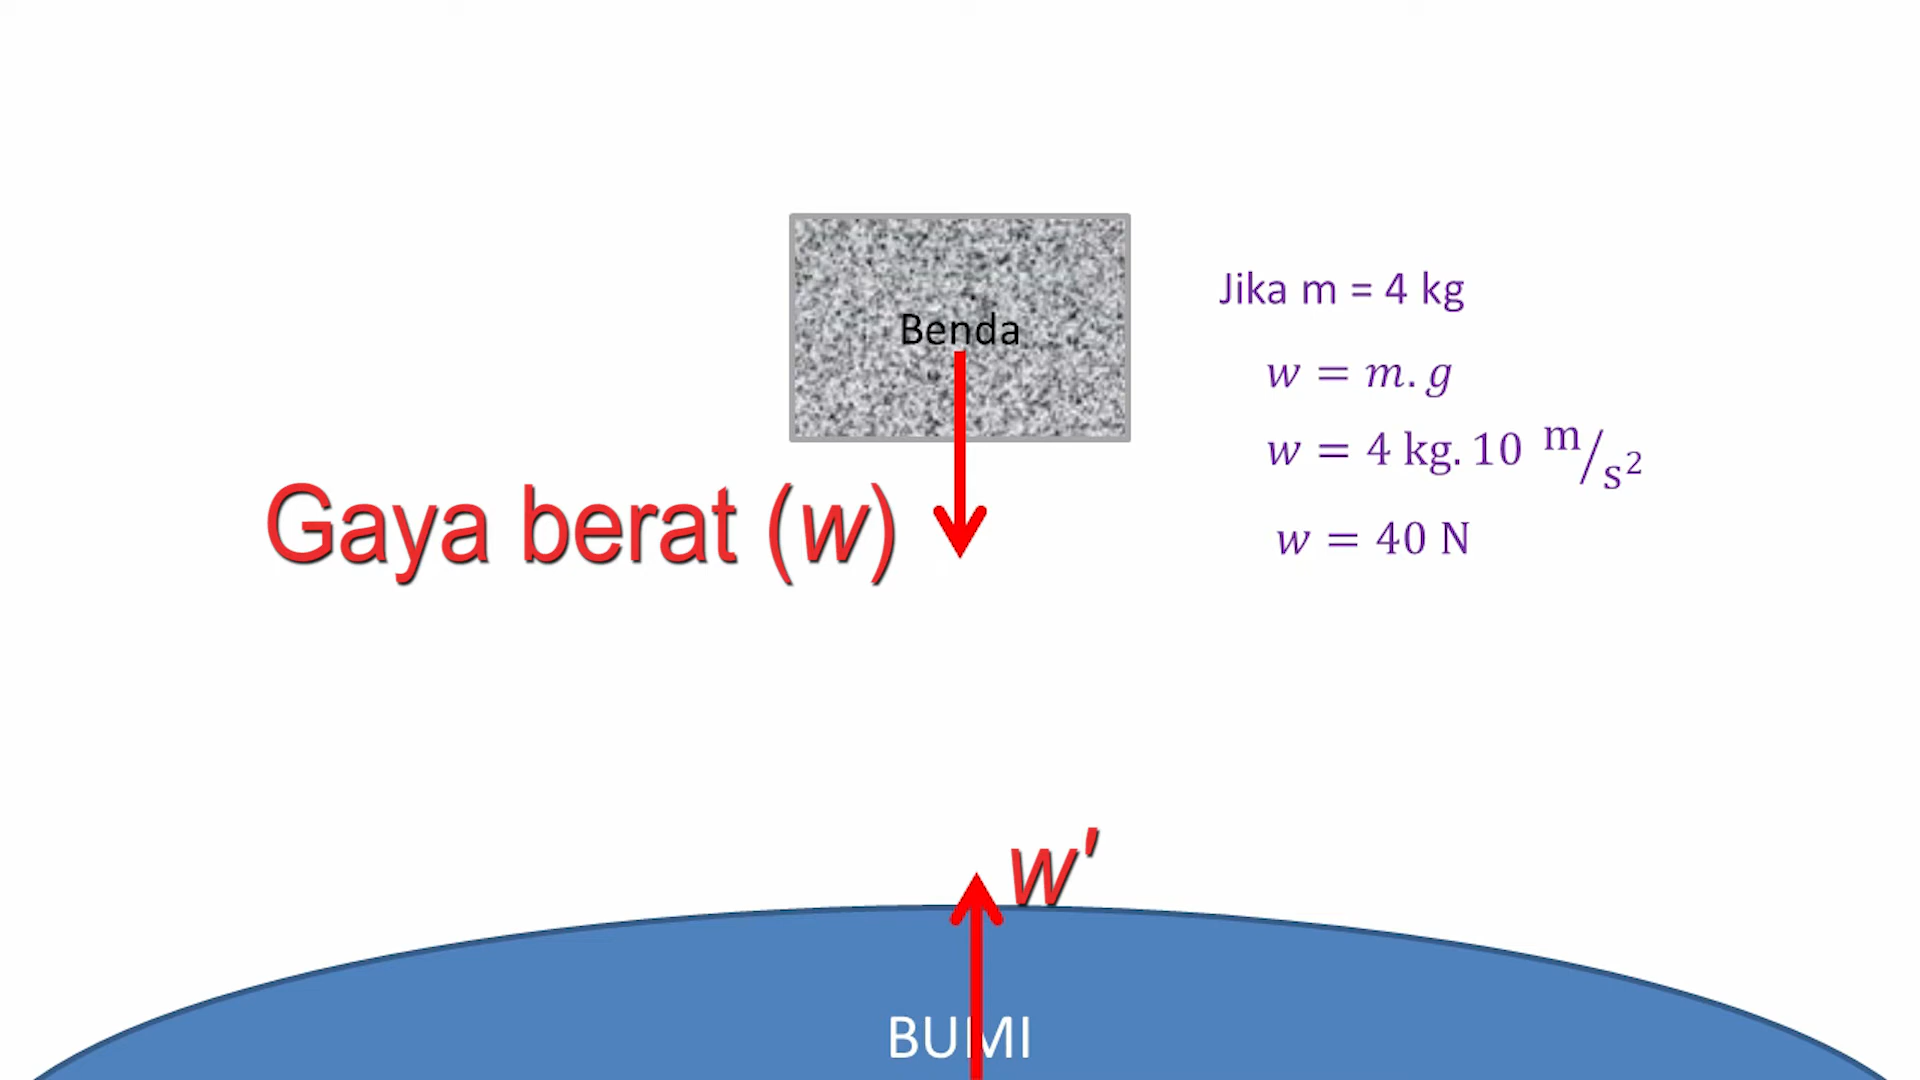 Benda
Jika m = 4 kg
w = m. g
w = 4 kg. 10 m/s²
w = 40 N
Gaya berat (w)
w'
BUMI